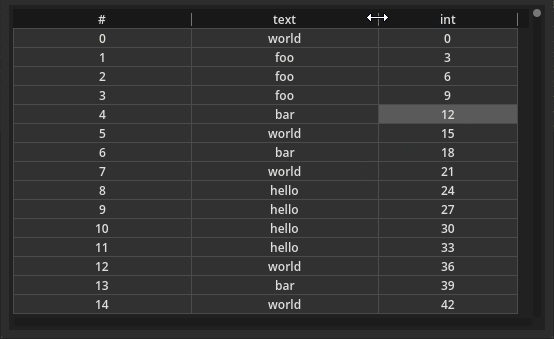 # text int
0 world 0
1 foo 3
2 foo 6
3 foo 9
4 bar 12
5 world 15
6 bar 18
7 world 21
8 hello 24
9 hello 27
10 hello 30
11 hello 33
12 world 36
13 bar 39
14 world 42